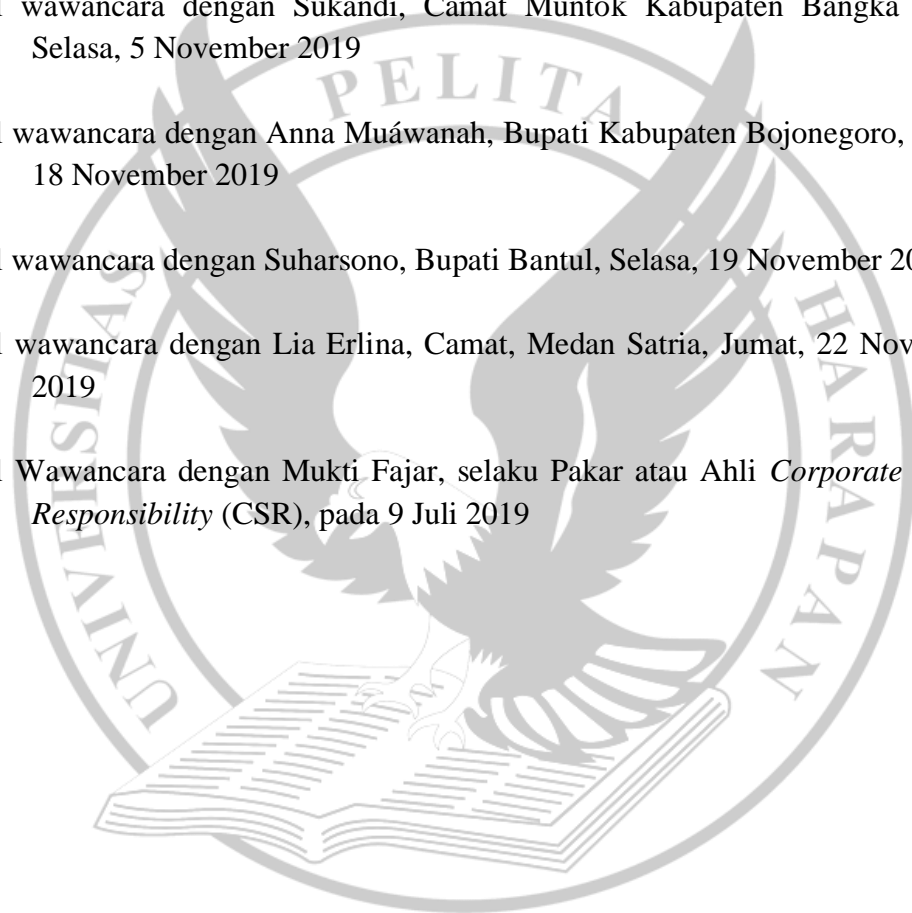 wawancara dengan Sukandi, Camat Muntok Kabupaten Bangka
Selasa, 5 November 2019
wawancara dengan Anna Muáwanah, Bupati Kabupaten Bojonegoro,
18 November 2019
wawancara dengan Suharsono, Bupati Bantul, Selasa, 19 November 20
wawancara dengan Lia Erlina, Camat, Medan Satria, Jumat, 22 Nov
2019
Wawancara dengan Mukti Fajar, selaku Pakar atau Ahli Corporate
Responsibility (CSR), pada 9 Juli 2019
UNIVERSITAS PELITA HARAPAN